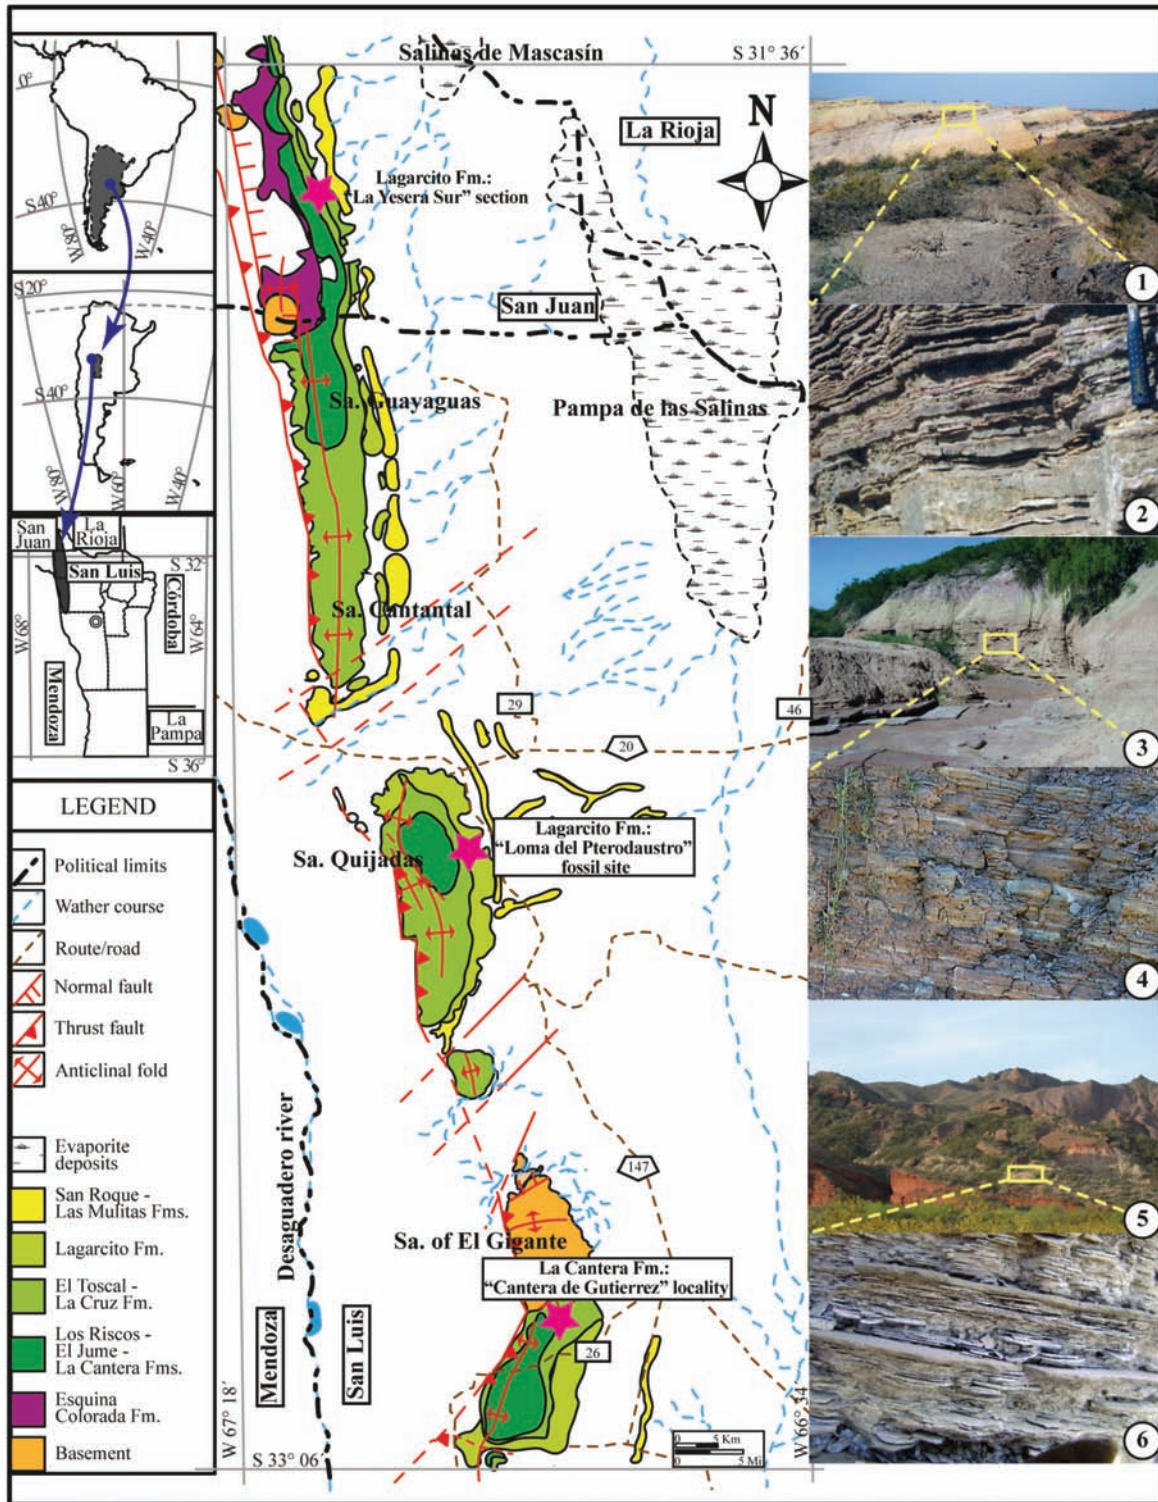 0°
S 40°
W 80°
W 40°
S 20°
S 40°
W 80°
W 60°
W 40°
San
Juan
La
Rioja
San Luis
S 32°
Córdoba
W 68°
W 64°
Mendoza
La
Pampa
S 36°
LEGEND
Political limits
Wather course
Route/road
Normal fault
Thrust fault
Anticlinal fold
Evaporite
deposits
San Roque -
Las Mulitas Fms.
Lagarcito Fm.
El Toscal -
La Cruz Fm.
Los Riscos -
El Jume -
La Cantera Fms.
Esquina
Colorada Fm.
Basement
Salinas de Mascasín
S 31° 36´
La Rioja
N
Lagarcito Fm.:
“La Yesera Sur” section
San Juan
Sa. Guayaguas
Pampa de las Salinas
Sa. Cantantal
29
46
20
Lagarcito Fm.:
“Loma del Pterodaustro”
fossil site
Sa. Quijadas
147
Desaguadero river
Sa. of El Gigante
La Cantera Fm.:
“Cantera de Gutierrez” locality
26
Mendoza
San Luis
W 67° 18´
W 66° 34´
S 33° 06´
5 Km
5 Mi
1
2
3
4
5
6